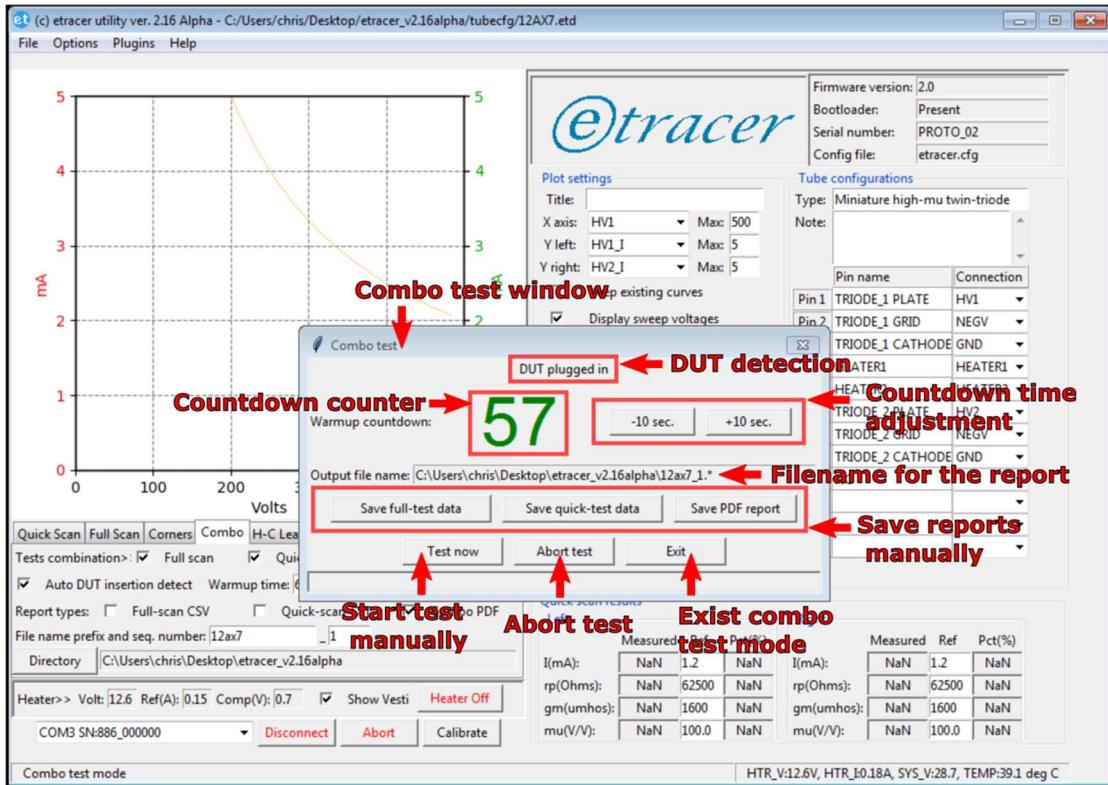 (c) etracer utility ver. 2.16 Alpha - C:/Users/chris/Desktop/etracer_v2.16alpha/tubecfg/12AX7.etd
File Options Plugins Help
5
4
3
2
1
0
mA
0 100 200
Volts
5
4
3
2
etracer
Firmware version: 2.0
Bootloader: Present
Serial number: PROTO_02
Config file: etracer.cfg
Plot settings
Title:
X axis: HV1 Max: 500
Y left: HV1_I Max: 5
Y right: HV2_I Max: 5
existing curves
Display sweep voltages
Tube configurations
Type: Miniature high-mu twin-triode
Note:
Pin name Connection
Pin 1 TRIODE_1 PLATE HV1
Pin 2 TRIODE_1 GRID NEGV
TRIODE_1 CATHODE GND
HEATER1
TRIODE_2 PLATE HV2
TRIODE_2 GRID NEGV
TRIODE_2 CATHODE GND
Combo test window
Combo test
DUT plugged in
DUT detection
Countdown counter
Warmup countdown:
57
-10 sec. +10 sec.
Countdown time
adjustment
Output file name: C:\Users\chris\Desktop\etracer_v2.16alpha\12ax7_1.*
Filename for the report
Save full-test data Save quick-test data Save PDF report
Save reports
manually
Test now Abort test Exit
Start test
manually
Abort test
Exist combo
test mode
Quick Scan Full Scan Corners Combo
Tests combination>: Full scan
Auto DUT insertion detect Warmup time:
Report types: Full-scan CSV PDF
File name prefix and seq. number: 12ax7 _ 1
Directory C:\Users\chris\Desktop\etracer_v2.16alpha
Heater>> Volt: 12.6 Ref(A): 0.15 Comp(V): 0.7 Show Vesti Heater Off
COM3 SN:886_000000 Disconnect Abort Calibrate
Quick scan results
Measured Ref Pct(%)
I(mA): NaN 1.2 NaN
rp(Ohms): NaN 62500 NaN
gm(umhos): NaN 1600 NaN
mu(V/V): NaN 100.0 NaN
Measured Ref Pct(%)
I(mA): NaN 1.2 NaN
rp(Ohms): NaN 62500 NaN
gm(umhos): NaN 1600 NaN
mu(V/V): NaN 100.0 NaN
Combo test mode
HTR_V:12.6V, HTR_I:0.18A, SYS_V:28.7, TEMP:39.1 deg C